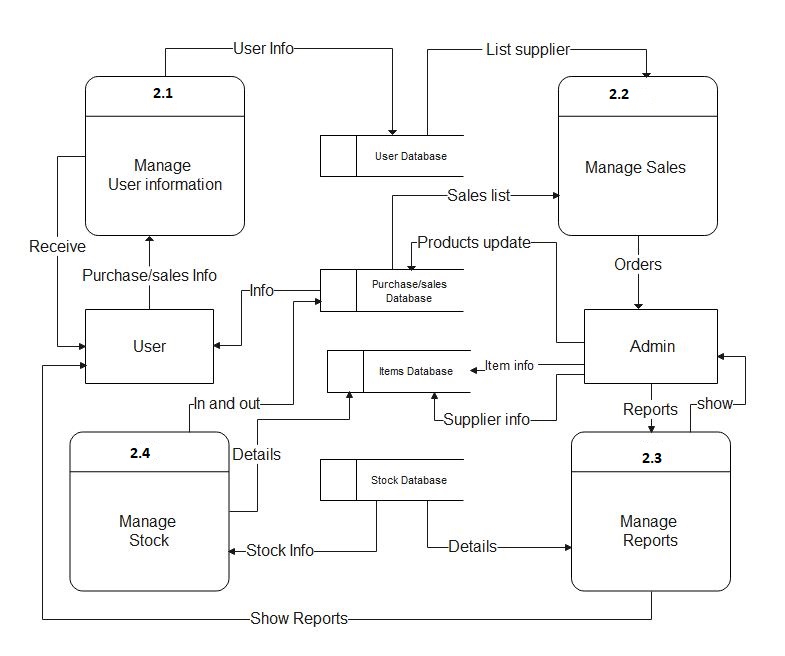 User Info
List supplier
2.1
2.2
Manage
User information
User Database
Manage Sales
Sales list
Receive
Products update
Purchase/sales Info
Orders
Info
Purchase/sales
Database
User
Admin
Items Database
Item info
In and out
Supplier info
Reports
show
2.4
Details
2.3
Stock Database
Manage
Stock
Manage
Reports
Stock Info
Details
Show Reports